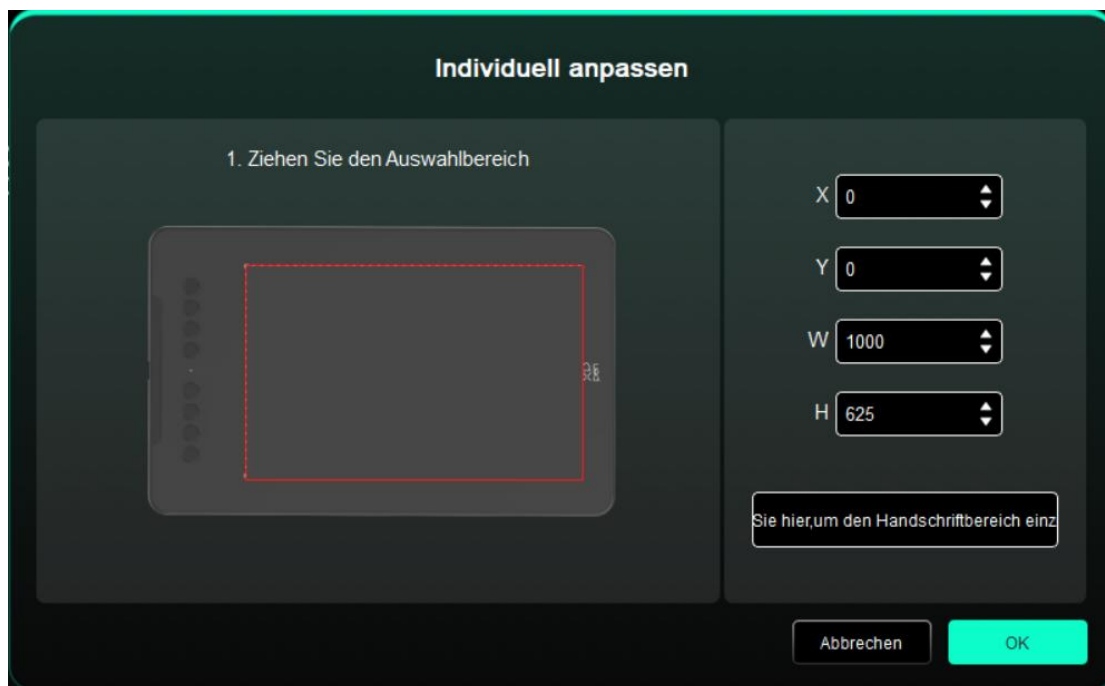 Individuell anpassen
1. Ziehen Sie den Auswahlbereich
X 0
Y 0
W 1000
H 625
Sie hier,um den Handschriftbereich einz
Abbrechen
OK